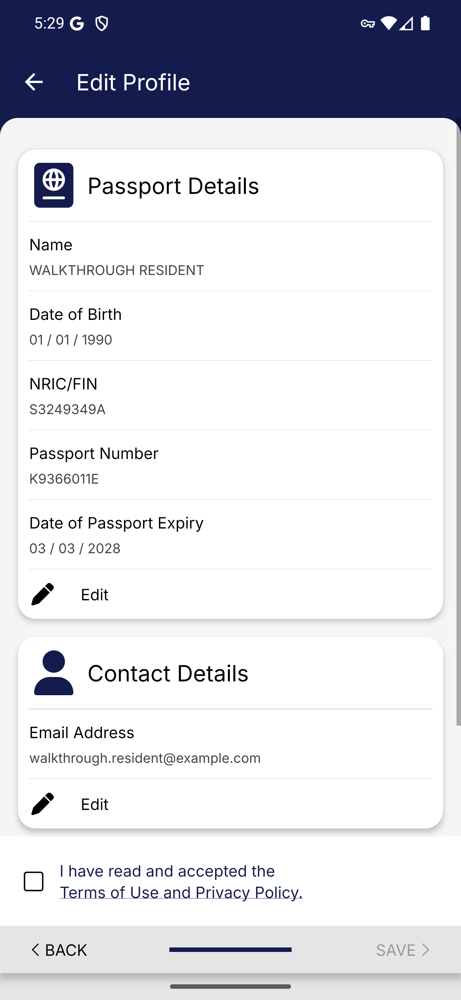 5:29
Edit Profile
Passport Details
Name
WALKTHROUGH RESIDENT
Date of Birth
01 / 01 / 1990
NRIC/FIN
S3249349A
Passport Number
K9366011E
Date of Passport Expiry
03 / 03 / 2028
Edit
Contact Details
Email Address
walkthrough.resident@example.com
Edit
I have read and accepted the
Terms of Use and Privacy Policy.
BACK
SAVE